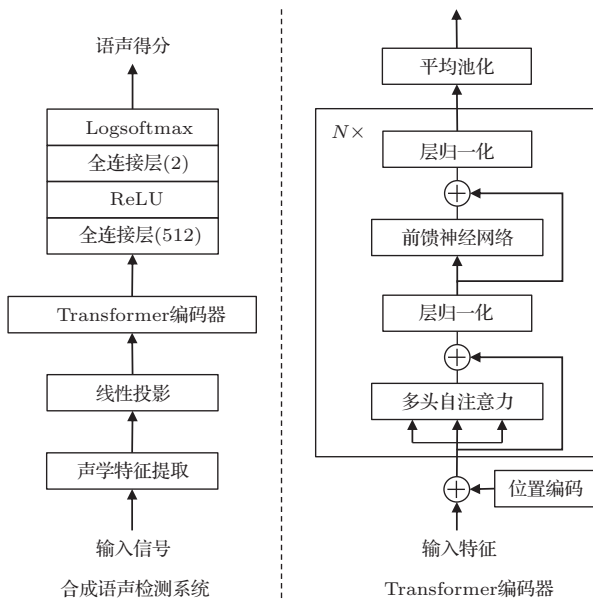 语声得分
Logsoftmax
全连接层(2)
ReLU
全连接层(512)
Transformer编码器
线性投影
声学特征提取
输入信号
合成语声检测系统
平均池化
N×
层归一化
前馈神经网络
层归一化
多头自注意力
位置编码
输入特征
Transformer编码器